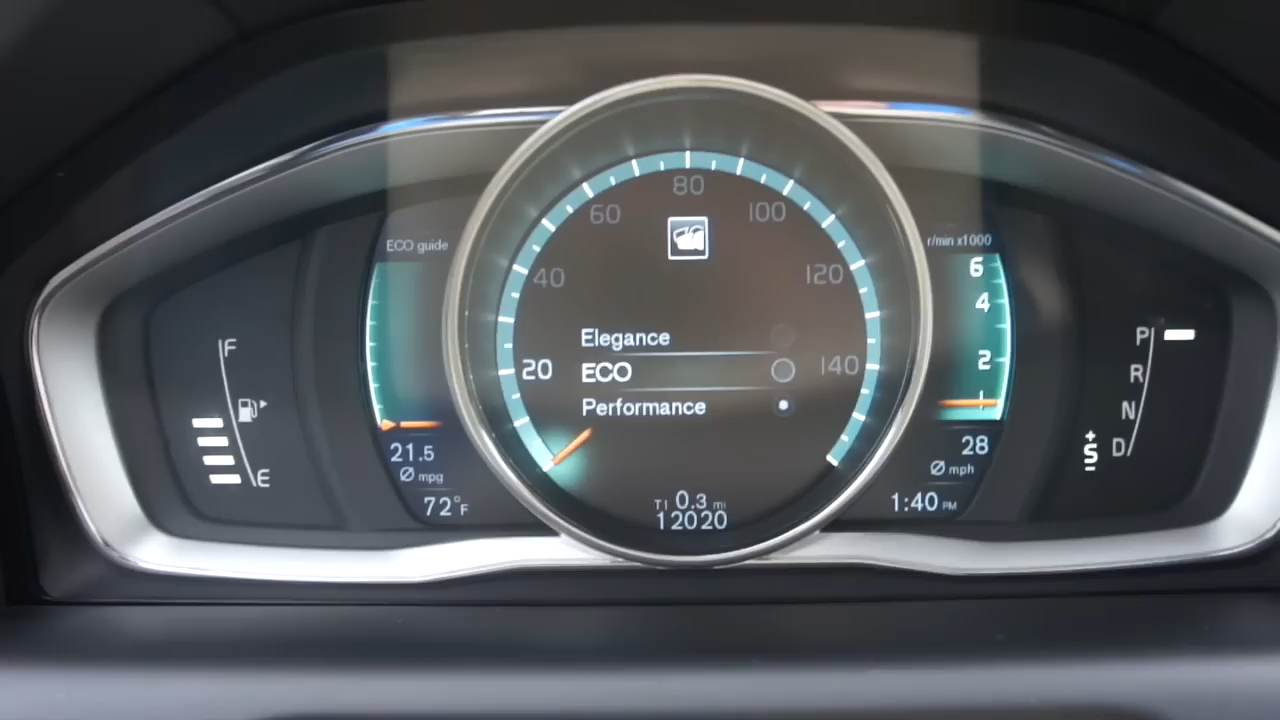 80
60
100
ECO guide
r/min x1000
6
40
120
4
Elegance
F
P
2
20
ECO
140
R
Performance
1
N
21.5
28
D
Ø mpg
Ø mph
+S−
E
72°F
T1 0.3 mi
1:40 PM
12020